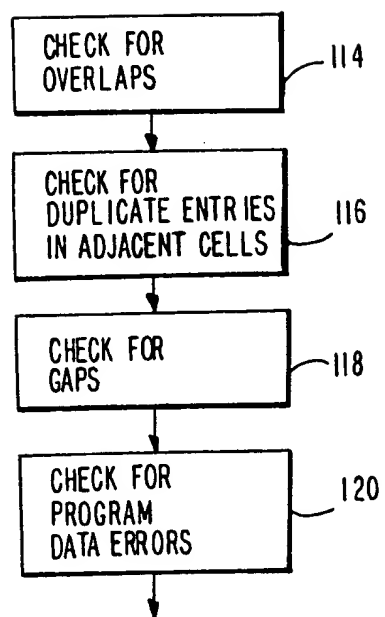 CHECK FOR
OVERLAPS
114
CHECK FOR
DUPLICATE ENTRIES
IN ADJACENT CELLS
116
CHECK FOR
GAPS
118
CHECK FOR
PROGRAM
DATA ERRORS
120